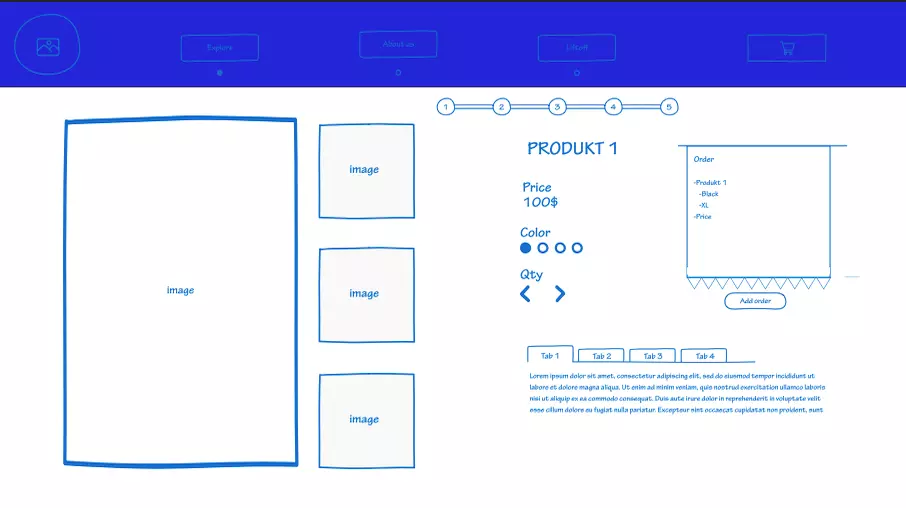 Explore
About us
1 2 3 4 5
PRODUKT 1
Price
100$
Color
Qty
image
image
image
image
Order
-Produkt 1
-Black
-XL
-Price
Add order
Tab 1 Tab 2 Tab 3 Tab 4
Lorem ipsum dolor sit amet, consectetur adipiscing elit, sed do eiusmod tempor incididunt ut
labore et dolore magna aliqua. Ut enim ad minim veniam, quis nostrud exercitation ullamco laboris
nisi ut aliquip ex ea commodo consequat. Duis aute irure dolor in reprehenderit in voluptate velit
esse cillum dolore eu fugiat nulla pariatur. Excepteur sint occaecat cupidatat non proident, sunt